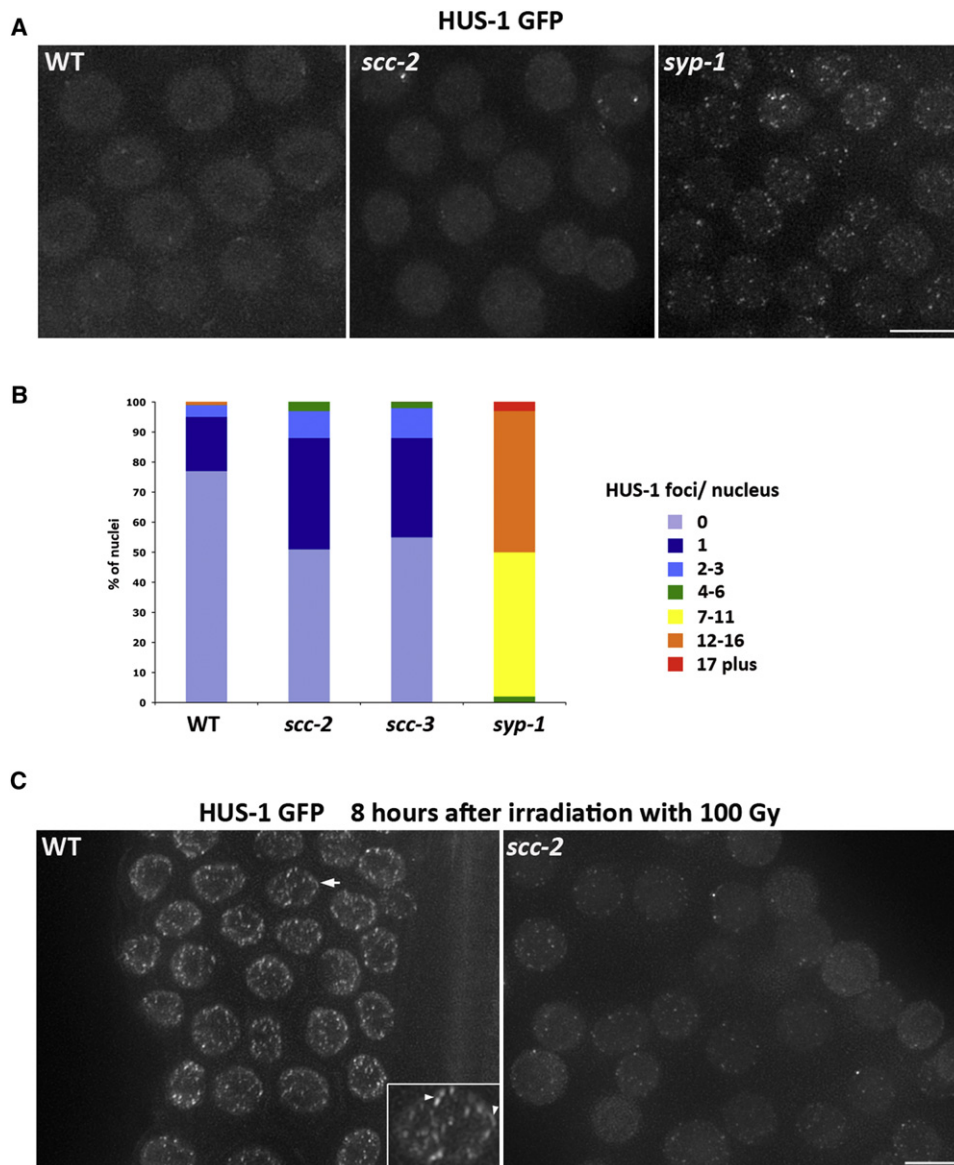 A
HUS-1 GFP
WT
scc-2
syp-1
B
100
90
80
70
60
50
40
30
20
10
0
% of nuclei
WT
scc-2
scc-3
syp-1
HUS-1 foci/ nucleus
0
1
2-3
4-6
7-11
12-16
17 plus
C
HUS-1 GFP 8 hours after irradiation with 100 Gy
WT
scc-2